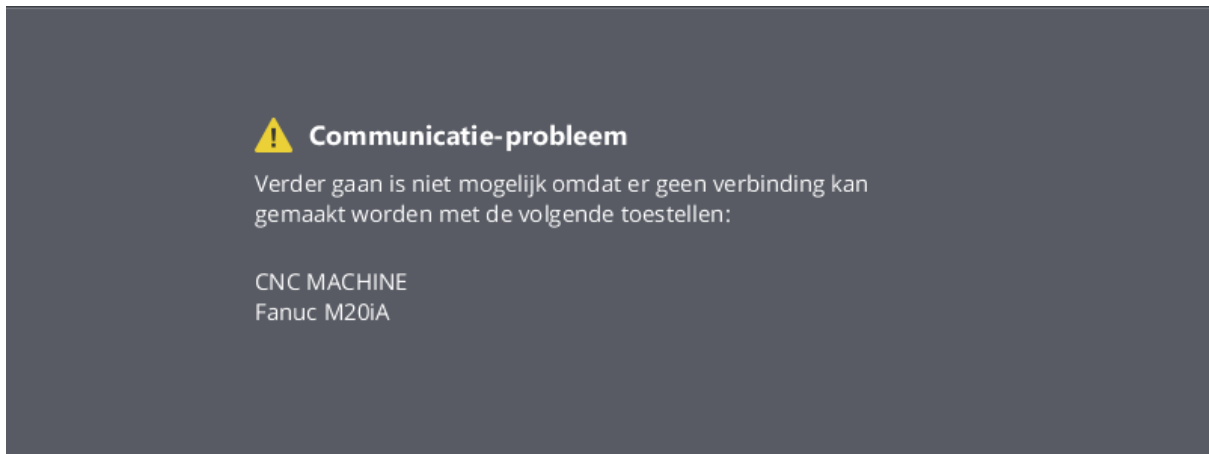 Communicatie-probleem
Verder gaan is niet mogelijk omdat er geen verbinding kan
gemaakt worden met de volgende toestellen:
CNC MACHINE
Fanuc M20iA